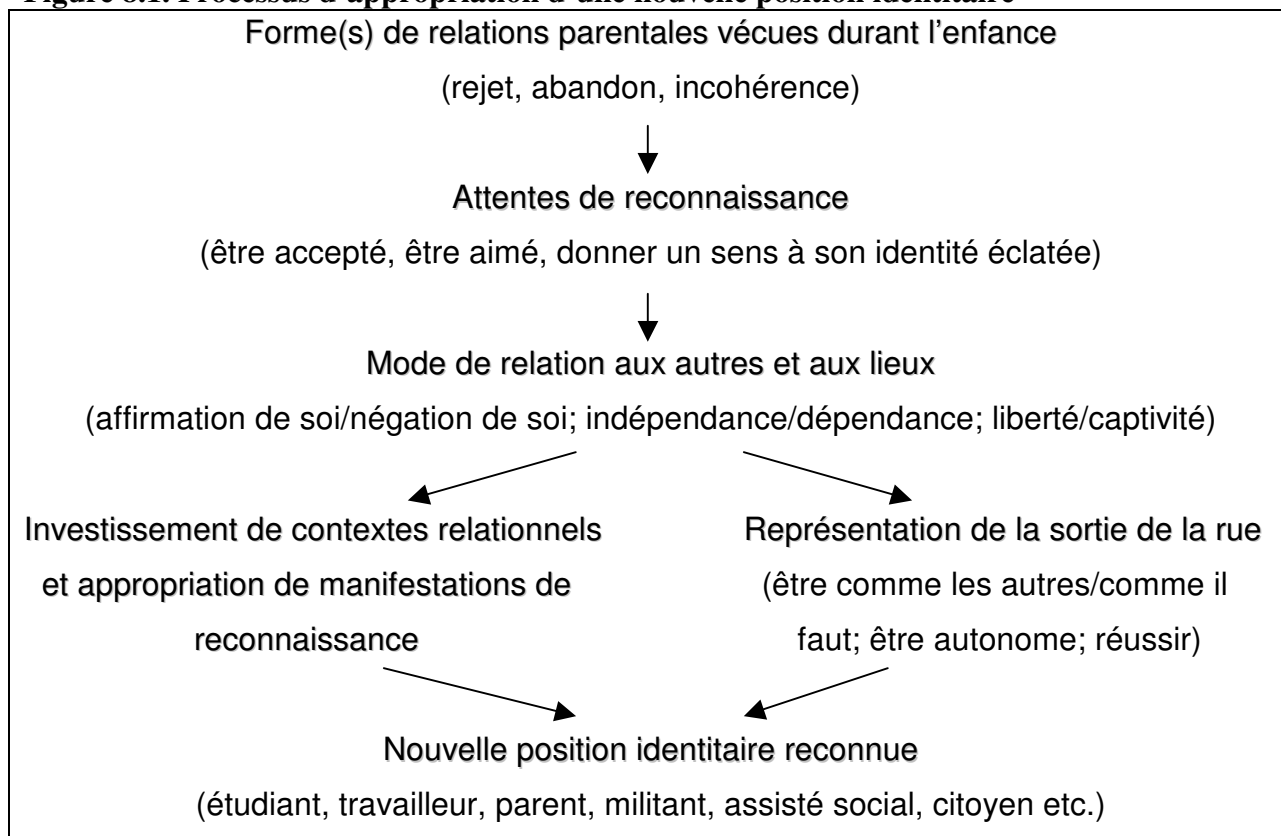 Figure 8.1. Processus d'appropriation d'une nouvelle position identitaire
Forme(s) de relations parentales vécues durant l'enfance
(rejet, abandon, incohérence)
Attentes de reconnaissance
(être accepté, être aimé, donner un sens à son identité éclatée)
Mode de relation aux autres et aux lieux
(affirmation de soi/négation de soi; indépendance/dépendance; liberté/captivité)
Investissement de contextes relationnels
et appropriation de manifestations de
reconnaissance
Représentation de la sortie de la rue
(être comme les autres/comme il
faut; être autonome; réussir)
Nouvelle position identitaire reconnue
(étudiant, travailleur, parent, militant, assisté social, citoyen etc.)